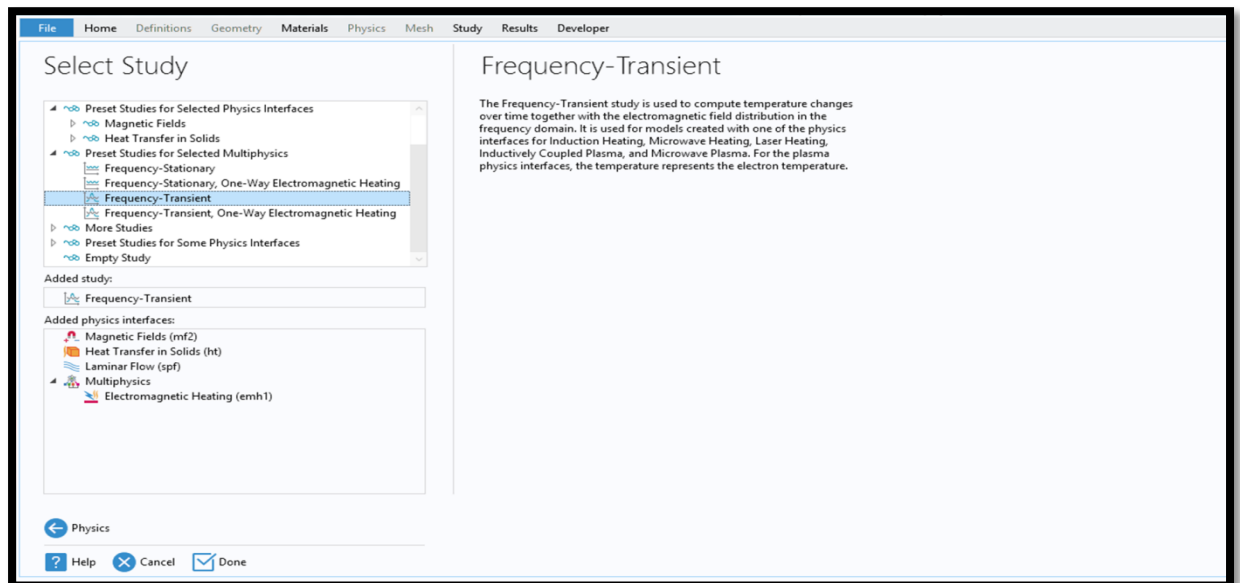 File Home Definitions Geometry Materials Physics Mesh Study Results Developer
Select Study
Preset Studies for Selected Physics Interfaces
Magnetic Fields
Heat Transfer in Solids
Preset Studies for Selected Multiphysics
Frequency-Stationary
Frequency-Stationary, One-Way Electromagnetic Heating
Frequency-Transient
Frequency-Transient, One-Way Electromagnetic Heating
More Studies
Preset Studies for Some Physics Interfaces
Empty Study
Added study:
Frequency-Transient
Added physics interfaces:
Magnetic Fields (mf2)
Heat Transfer in Solids (ht)
Laminar Flow (spf)
Multiphysics
Electromagnetic Heating (emh1)
Physics
Help Cancel Done
Frequency-Transient
The Frequency-Transient study is used to compute temperature changes
over time together with the electromagnetic field distribution in the
frequency domain. It is used for models created with one of the physics
interfaces for Induction Heating, Microwave Heating, Laser Heating,
Inductively Coupled Plasma, and Microwave Plasma. For the plasma
physics interfaces, the temperature represents the electron temperature.